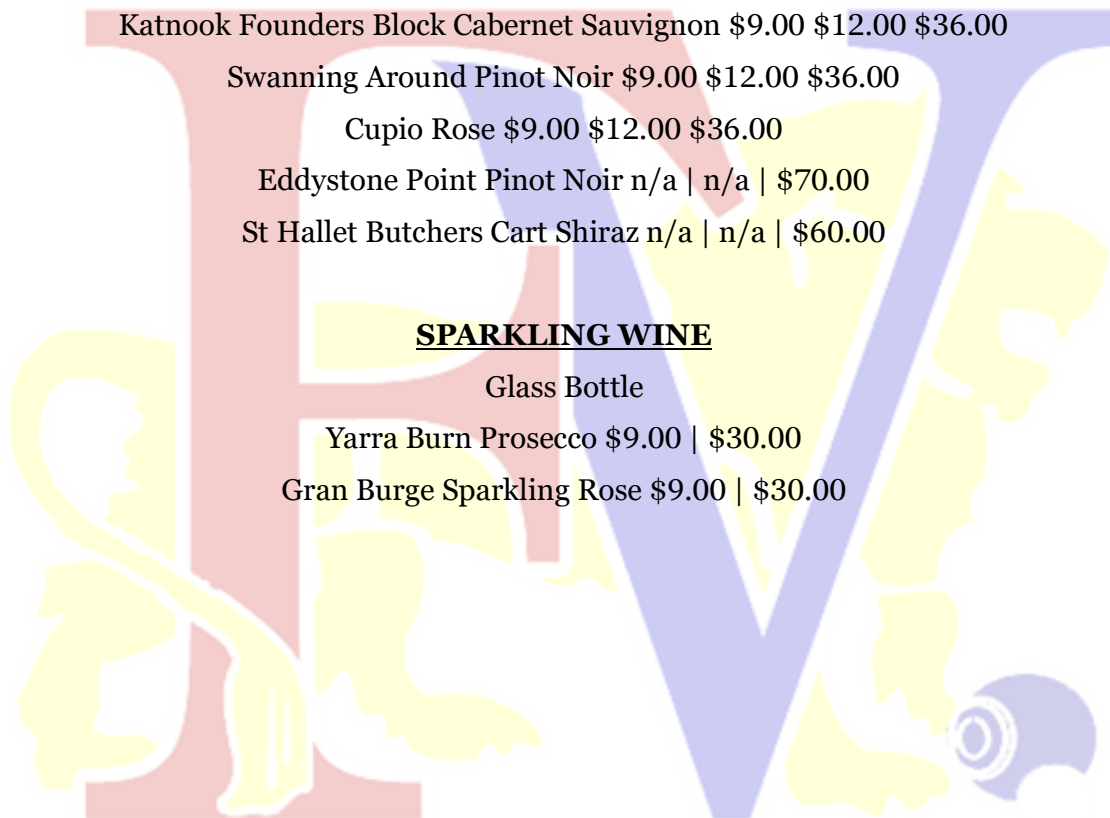 Katnook Founders Block Cabernet Sauvignon $9.00 $12.00 $36.00
Swanning Around Pinot Noir $9.00 $12.00 $36.00
Cupio Rose $9.00 $12.00 $36.00
Eddystone Point Pinot Noir n/a | n/a | $70.00
St Hallet Butchers Cart Shiraz n/a | n/a | $60.00
SPARKLING WINE
Glass Bottle
Yarra Burn Prosecco $9.00 | $30.00
Gran Burge Sparkling Rose $9.00 | $30.00
FV